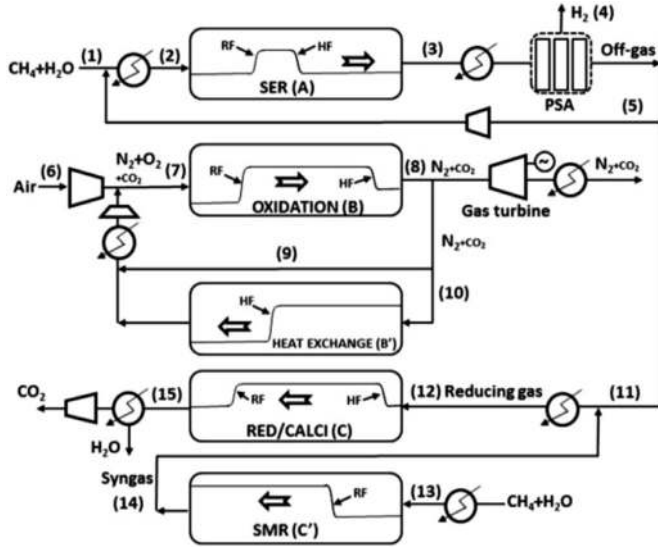 H₂ (4)
(1)
(2)
RF
HF
(3)
Off-gas
CH₄+H₂O
SER (A)
PSA
(5)
(6)
N₂+O₂
+CO₂
(7)
RF
HF
(8)
N₂+CO₂
N₂+CO₂
Air
OXIDATION (B)
Gas turbine
(9)
N₂+CO₂
(10)
HF
HEAT EXCHANGE (B')
CO₂
(15)
RF
HF
(12) Reducing gas
(11)
RED/CALCI (C)
H₂O
Syngas
(14)
RF
(13)
CH₄+H₂O
SMR (C')